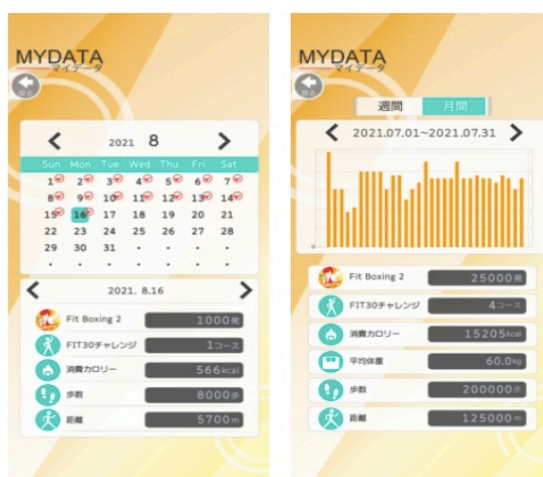 MYDATA
マイデータ
戻る
2021 8
Sun Mon Tue Wed Thu Fri Sat
1 2 3 4 5 6 7
8 9 10 11 12 13 14
15 16 17 18 19 20 21
22 23 24 25 26 27 28
29 30 31
2021. 8.16
Fit Boxing 2 1000発
FIT30チャレンジ 1コース
消費カロリー 566kcal
歩数 8000歩
距離 5700m
MYDATA
マイデータ
戻る
週間 月間
2021.07.01~2021.07.31
0
Fit Boxing 2 25000発
FIT30チャレンジ 4コース
消費カロリー 15205kcal
平均体重 60.0kg
歩数 200000歩
距離 125000m